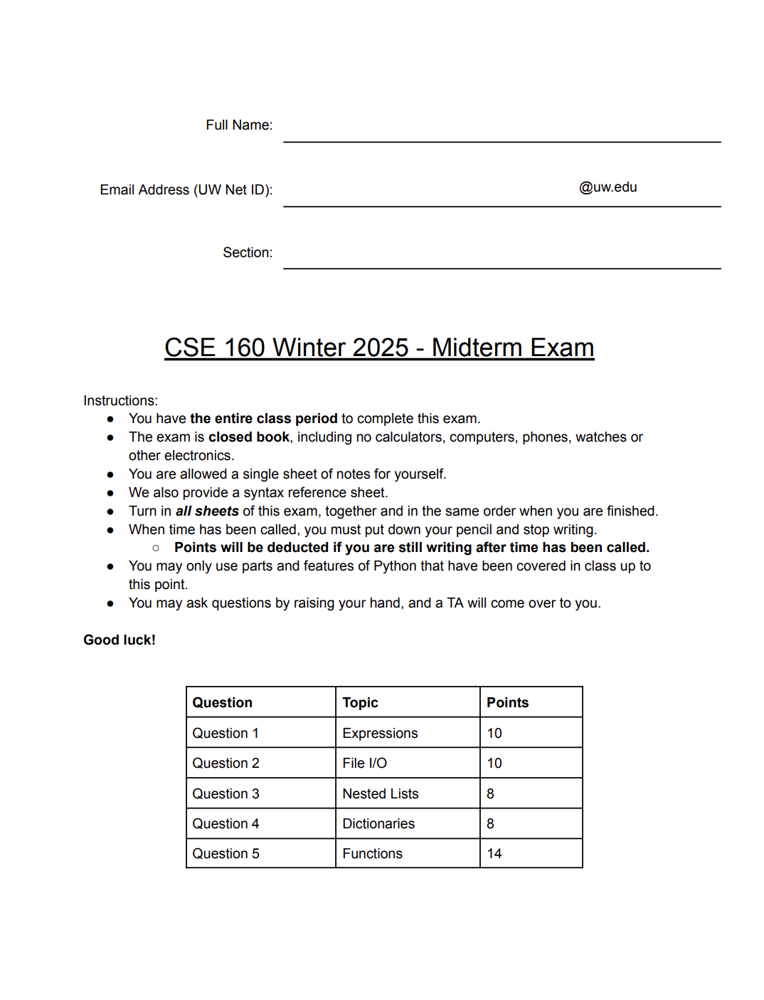 Full Name:
Email Address (UW Net ID): @uw.edu
Section:
CSE 160 Winter 2025 - Midterm Exam
Instructions:
● You have the entire class period to complete this exam.
● The exam is closed book, including no calculators, computers, phones, watches or
other electronics.
● You are allowed a single sheet of notes for yourself.
● We also provide a syntax reference sheet.
● Turn in all sheets of this exam, together and in the same order when you are finished.
● When time has been called, you must put down your pencil and stop writing.
○ Points will be deducted if you are still writing after time has been called.
● You may only use parts and features of Python that have been covered in class up to
this point.
● You may ask questions by raising your hand, and a TA will come over to you.
Good luck!
Question Topic Points
Question 1 Expressions 10
Question 2 File I/O 10
Question 3 Nested Lists 8
Question 4 Dictionaries 8
Question 5 Functions 14